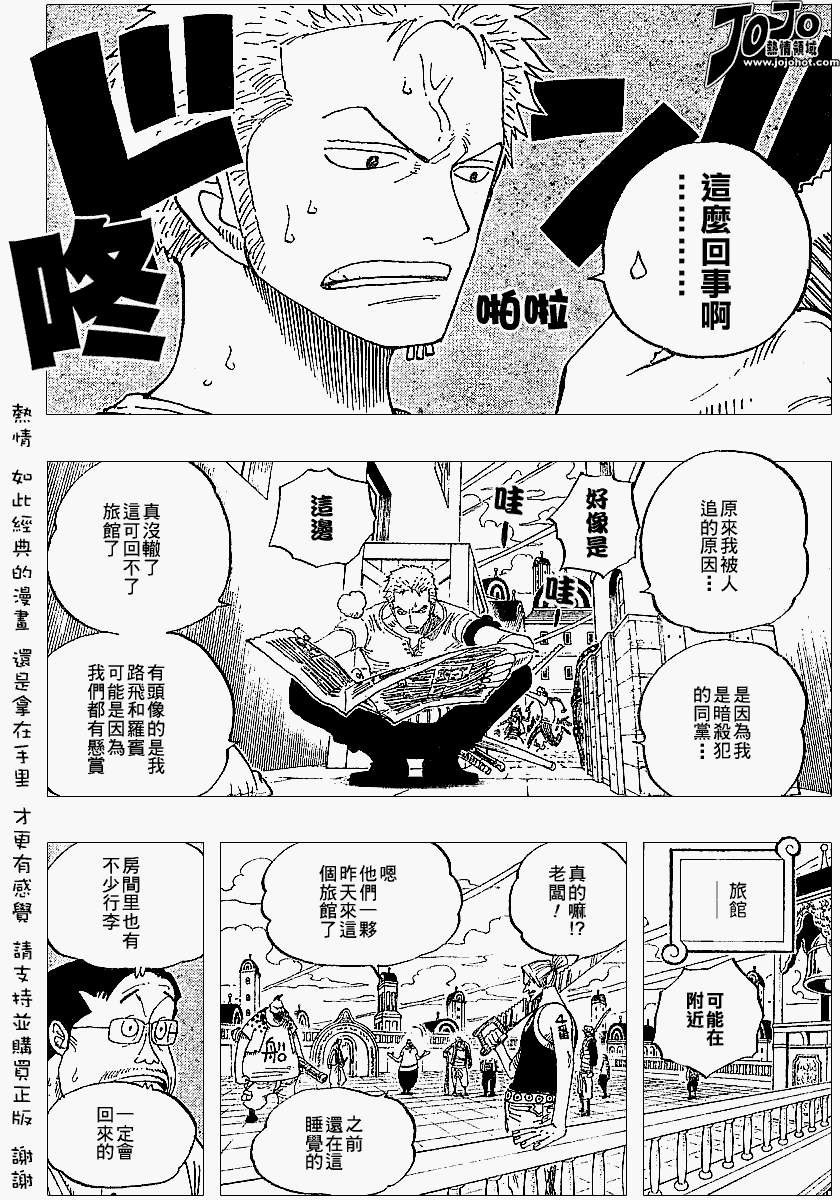 JOJO
熱情領域
www.jojohot.com
ドーン!!
咚
這麼回事啊
…………
啪啦
原來我被人
追的原因…
好像是
哇
哇
是因為我
是暗殺犯
的同黨…
這邊
真沒轍了
這可回不了
旅館了
有頭像的是我
路飛和羅賓
可能是因為
我們都有懸賞
旅館
可能在
附近
真的嘛!?
老闆!
嗯
他們一夥
昨天來這
個旅館了
4番
之前
還在這
睡覺的
房間里也有
不少行李
一定會
回來的
熱情 如此經典的漫畫 還是拿在手里 才更有感覺 請支持並購買正版 謝謝